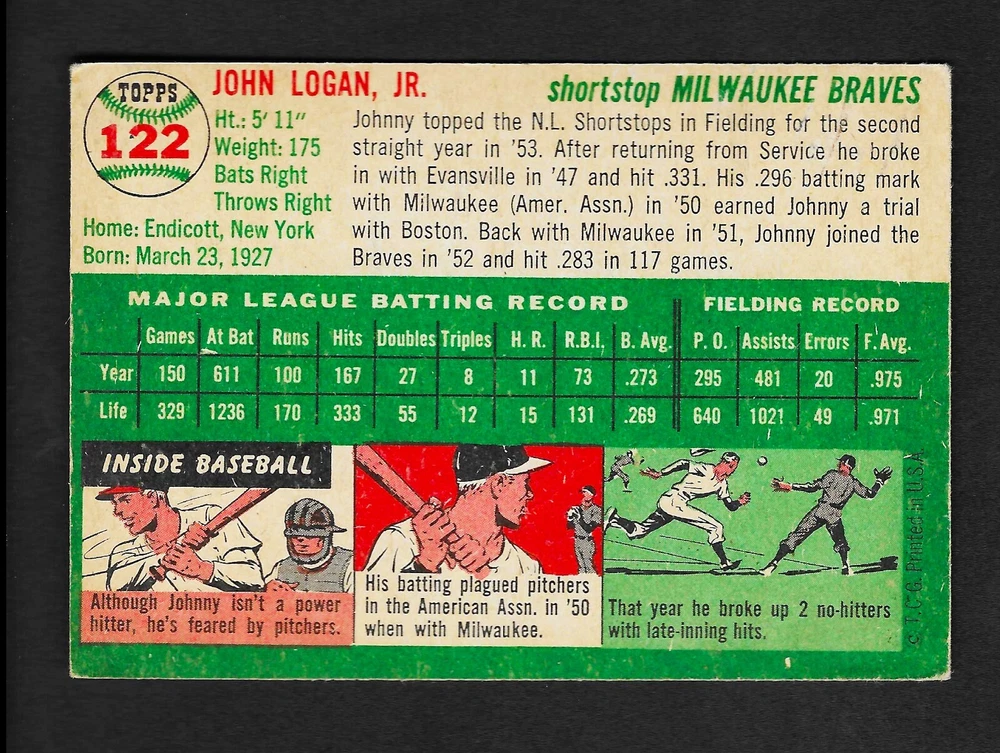 TOPPS
122
JOHN LOGAN, JR.
shortstop MILWAUKEE BRAVES
Ht.: 5' 11"
Weight: 175
Bats Right
Throws Right
Home: Endicott, New York
Born: March 23, 1927
Johnny topped the N.L. Shortstops in Fielding for the second
straight year in '53. After returning from Service he broke
in with Evansville in '47 and hit .331. His .296 batting mark
with Milwaukee (Amer. Assn.) in '50 earned Johnny a trial
with Boston. Back with Milwaukee in '51, Johnny joined the
Braves in '52 and hit .283 in 117 games.
MAJOR LEAGUE BATTING RECORD FIELDING RECORD
Games At Bat Runs Hits Doubles Triples H. R. R.B.I. B. Avg. P. O. Assists Errors F. Avg.
Year 150 611 100 167 27 8 11 73 .273 295 481 20 .975
Life 329 1236 170 333 55 12 15 131 .269 640 1021 49 .971
INSIDE BASEBALL
Although Johnny isn't a power
hitter, he's feared by pitchers.
His batting plagued pitchers
in the American Assn. in '50
when with Milwaukee.
That year he broke up 2 no-hitters
with late-inning hits.
© T.C.G. Printed in U.S.A.